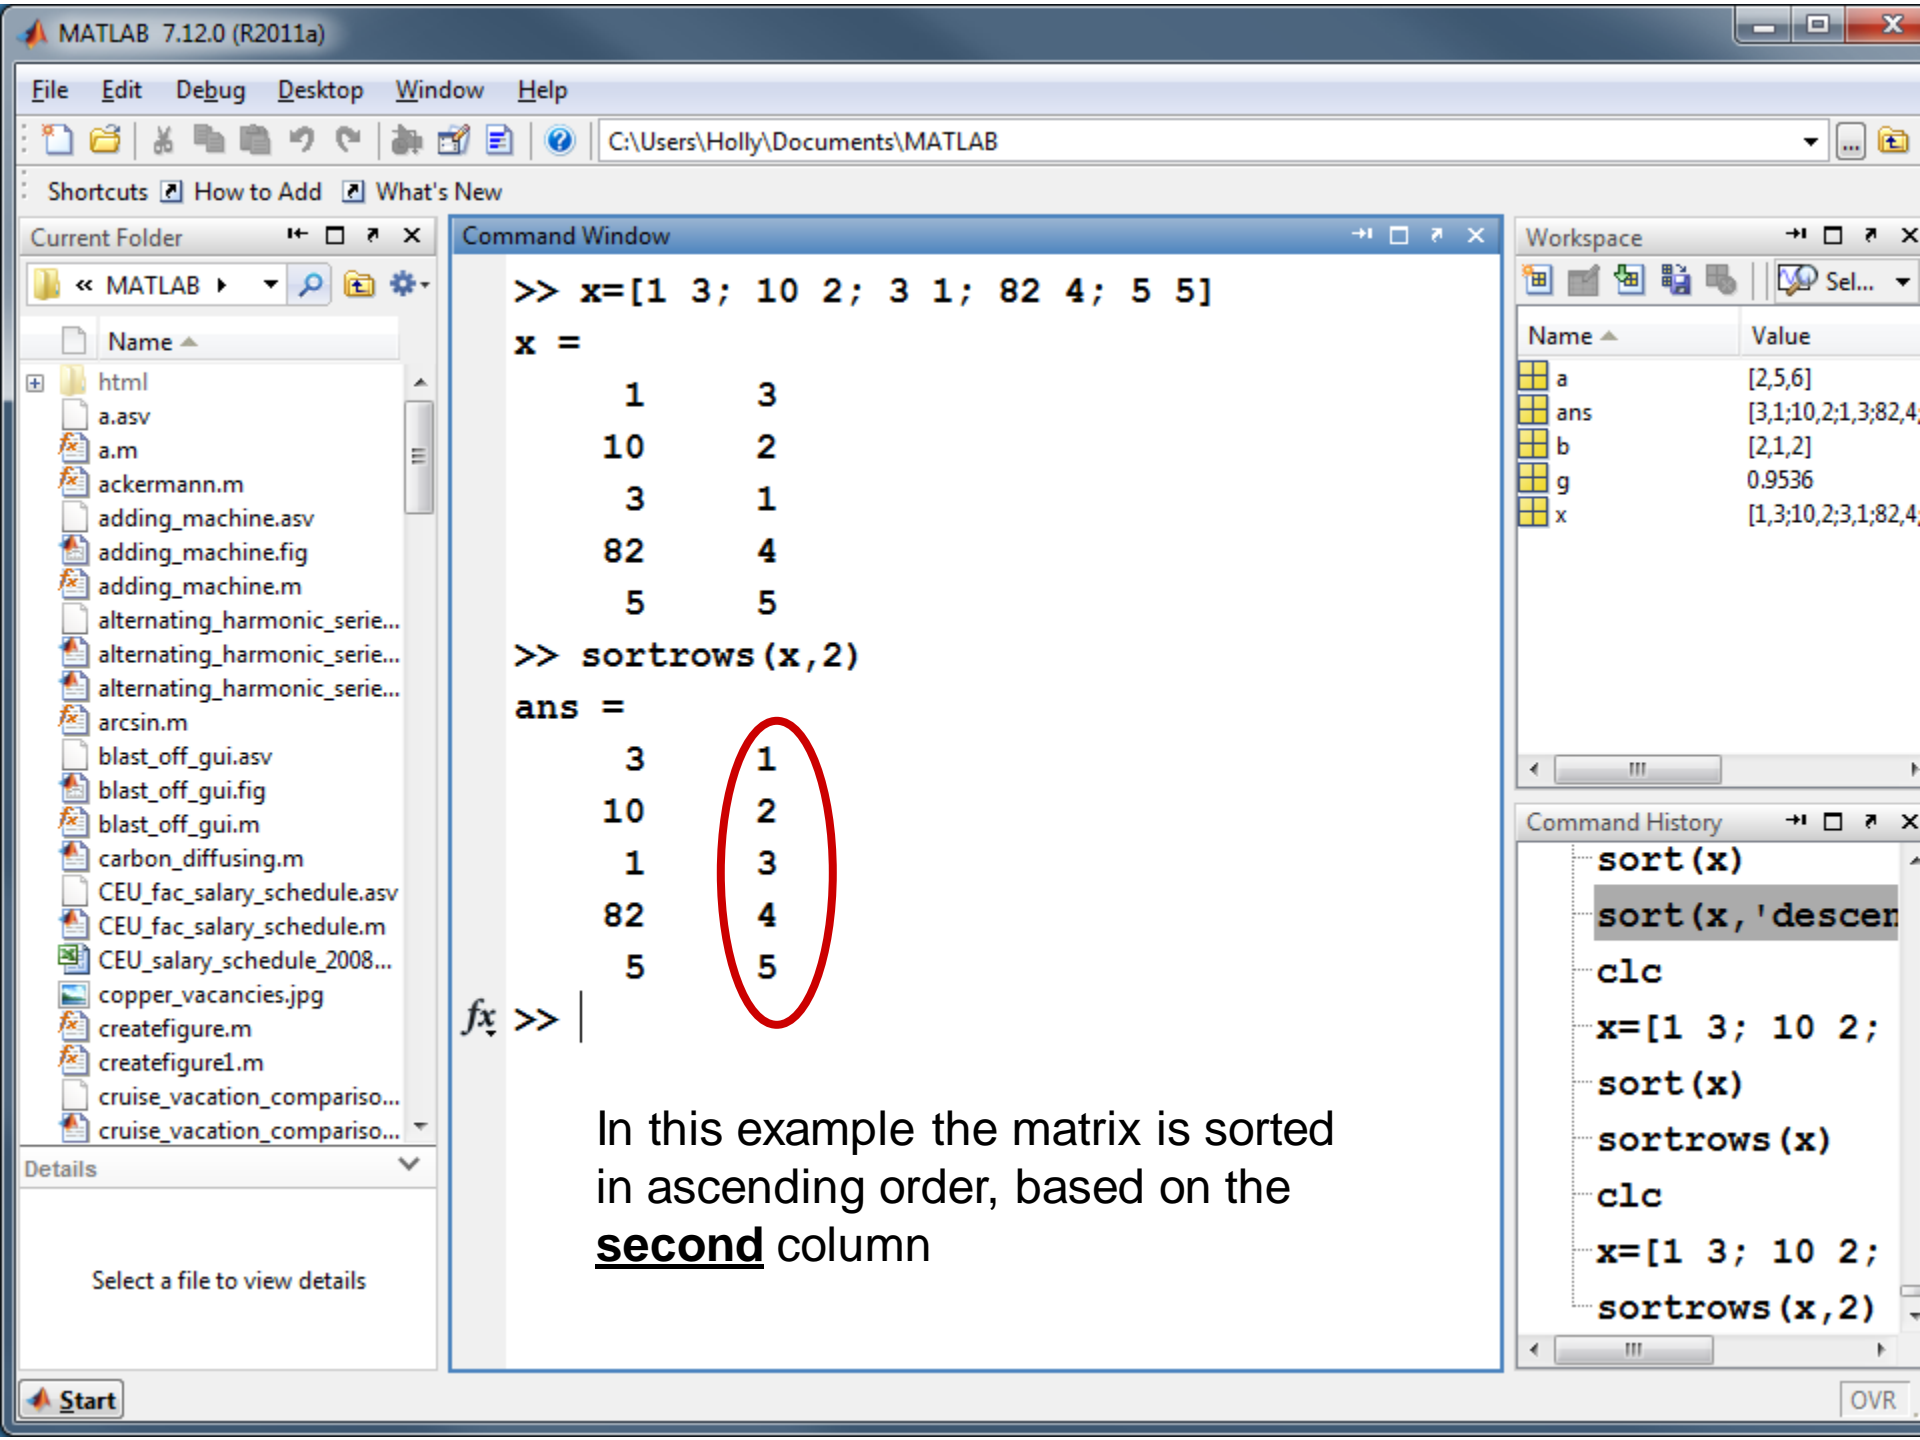 MATLAB 7.12.0 (R2011a)
File Edit Debug Desktop Window Help
C:\Users\Holly\Documents\MATLAB
Shortcuts How to Add What's New
Current Folder
« MATLAB
Name
html
a.asv
a.m
ackermann.m
adding_machine.asv
adding_machine.fig
adding_machine.m
alternating_harmonic_serie...
alternating_harmonic_serie...
alternating_harmonic_serie...
arcsin.m
blast_off_gui.asv
blast_off_gui.fig
blast_off_gui.m
carbon_diffusing.m
CEU_fac_salary_schedule.asv
CEU_fac_salary_schedule.m
CEU_salary_schedule_2008...
copper_vacancies.jpg
createfigure.m
createfigure1.m
cruise_vacation_compariso...
cruise_vacation_compariso...
Details
Select a file to view details
Start
Command Window
>> x=[1 3; 10 2; 3 1; 82 4; 5 5]
x =
1 3
10 2
3 1
82 4
5 5
>> sortrows(x,2)
ans =
3 1
10 2
1 3
82 4
5 5
fx >>
In this example the matrix is sorted
in ascending order, based on the
second column
Workspace
Sel...
Name Value
a [2,5,6]
ans [3,1;10,2;1,3;82,4;
b [2,1,2]
g 0.9536
x [1,3;10,2;3,1;82,4;
Command History
sort(x)
sort(x,'descen
clc
x=[1 3; 10 2;
sort(x)
sortrows(x)
clc
x=[1 3; 10 2;
sortrows(x,2)
OVR